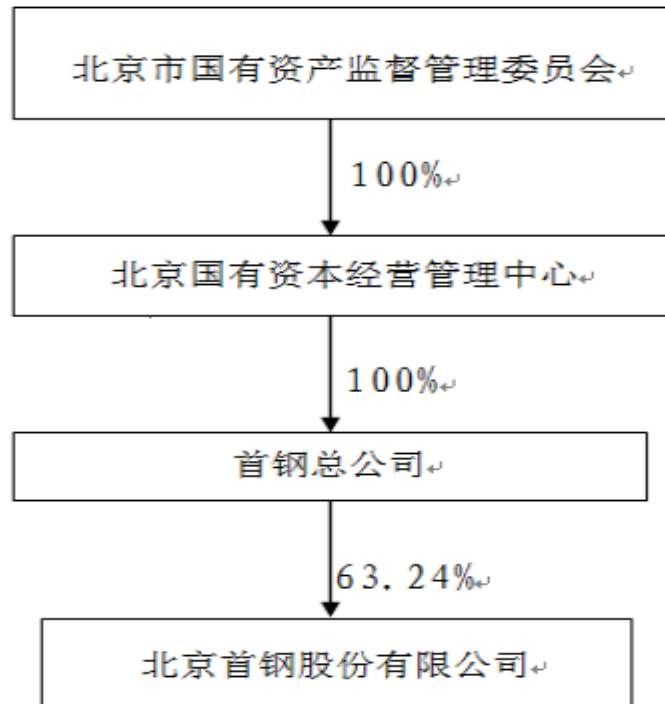 北京市国有资产监督管理委员会
100%
北京国有资本经营管理中心
100%
首钢总公司
63.24%
北京首钢股份有限公司